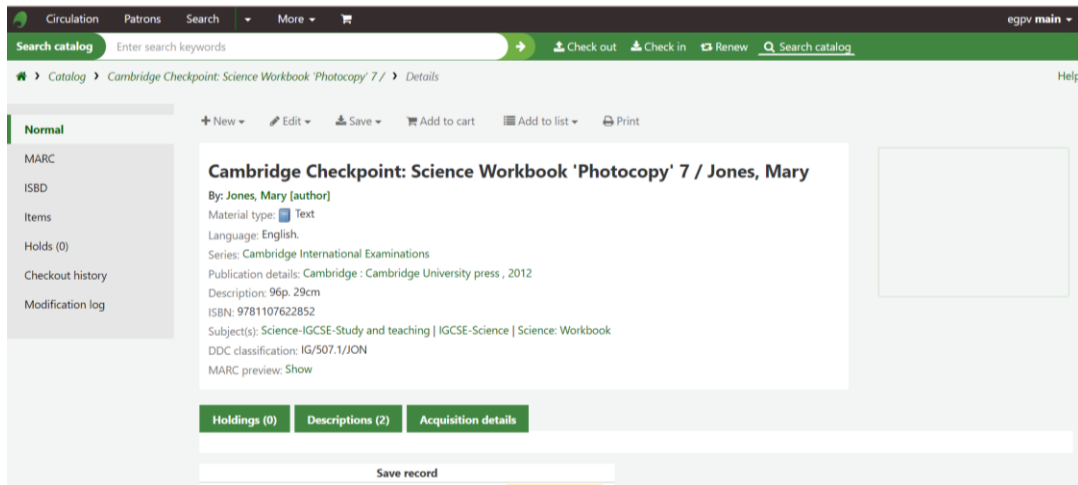 Circulation Patrons Search More egpv main
Search catalog Enter search keywords Check out Check in Renew Search catalog
Catalog Cambridge Checkpoint: Science Workbook 'Photocopy' 7 / Details Help
New Edit Save Add to cart Add to list Print
Normal
MARC
ISBD
Items
Holds (0)
Checkout history
Modification log
Cambridge Checkpoint: Science Workbook 'Photocopy' 7 / Jones, Mary
By: Jones, Mary [author]
Material type: Text
Language: English.
Series: Cambridge International Examinations
Publication details: Cambridge : Cambridge University press , 2012
Description: 96p. 29cm
ISBN: 9781107622852
Subject(s): Science-IGCSE-Study and teaching | IGCSE-Science | Science: Workbook
DDC classification: IG/507.1/JON
MARC preview: Show
Holdings (0) Descriptions (2) Acquisition details
Save record